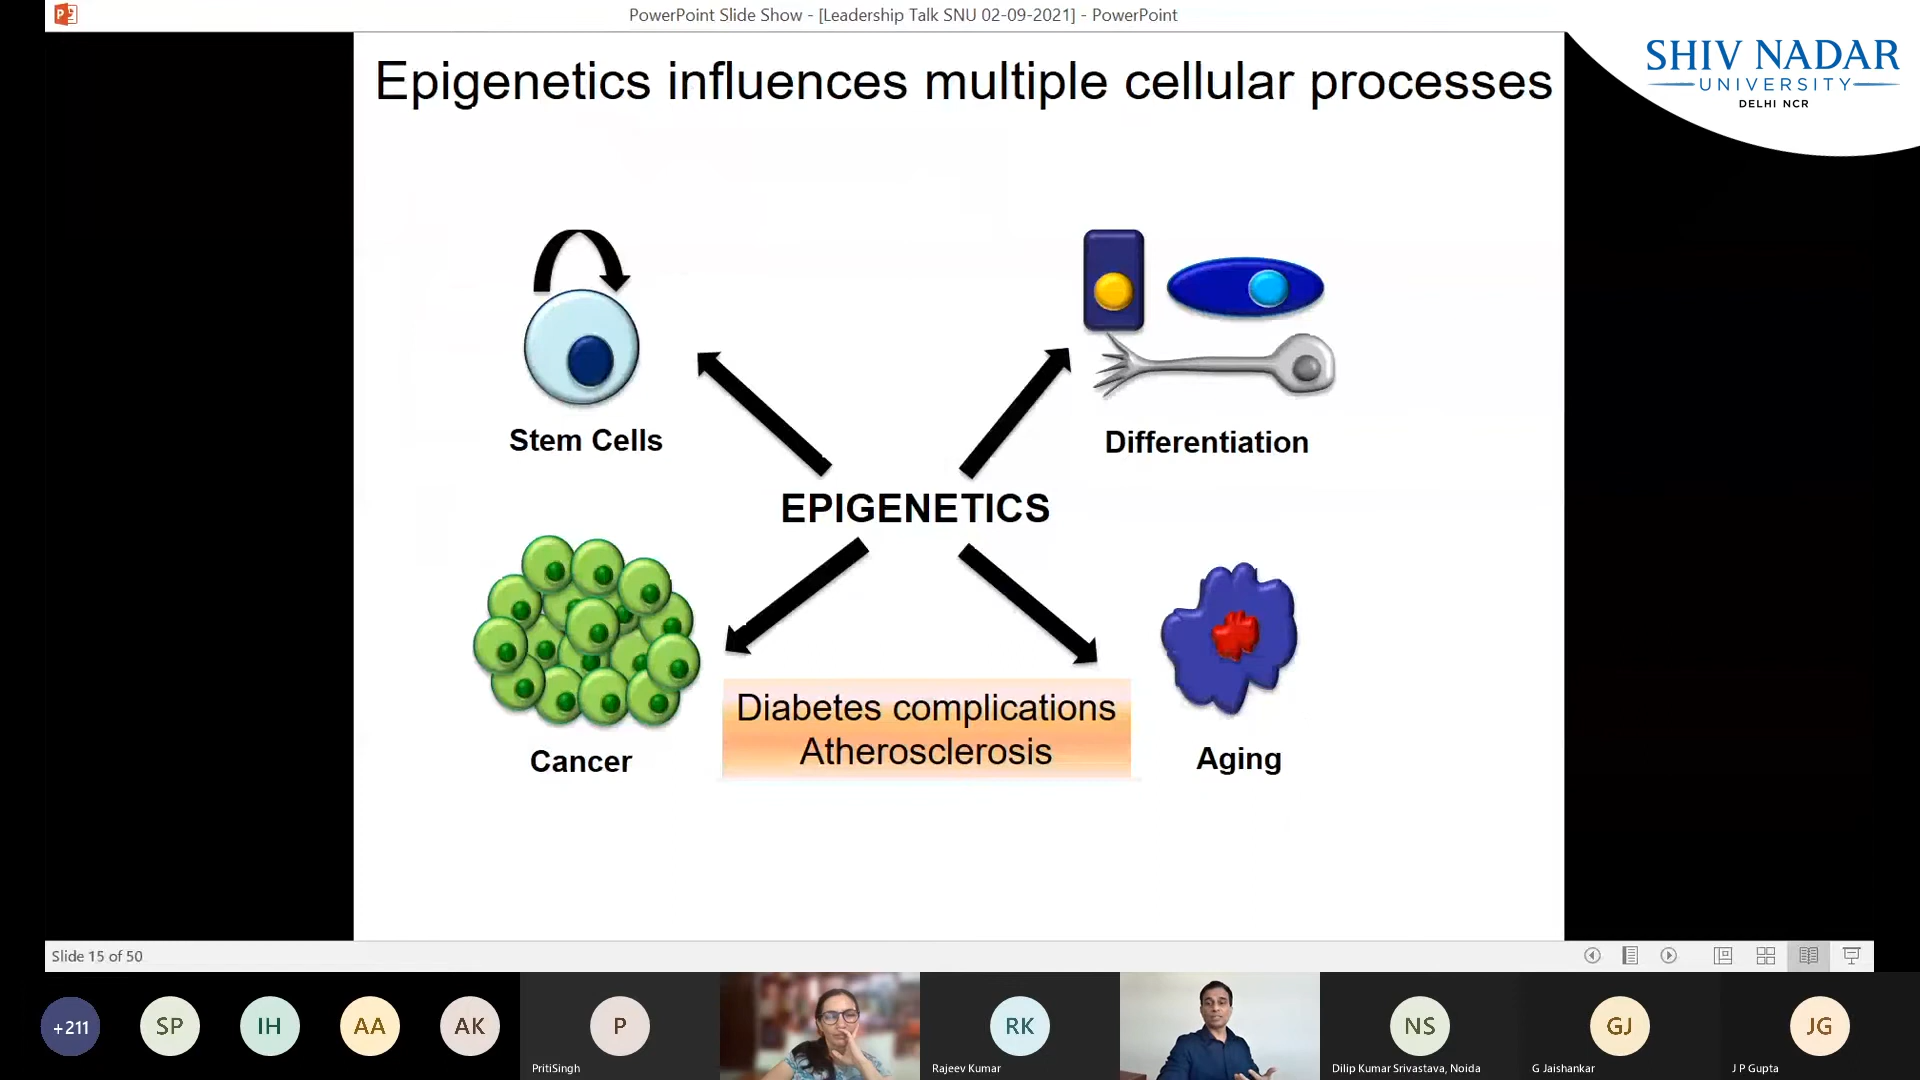 PowerPoint Slide Show - [Leadership Talk SNU 02-09-2021] - PowerPoint
SHIV NADAR
UNIVERSITY
DELHI NCR
Epigenetics influences multiple cellular processes
Stem Cells
Differentiation
EPIGENETICS
Diabetes complications
Atherosclerosis
Cancer
Aging
Slide 15 of 50
+211
SP
IH
AA
AK
P
RK
NS
GJ
JG
PritiSingh
Rajeev Kumar
Dilip Kumar Srivastava, Noida
G Jaishankar
J P Gupta